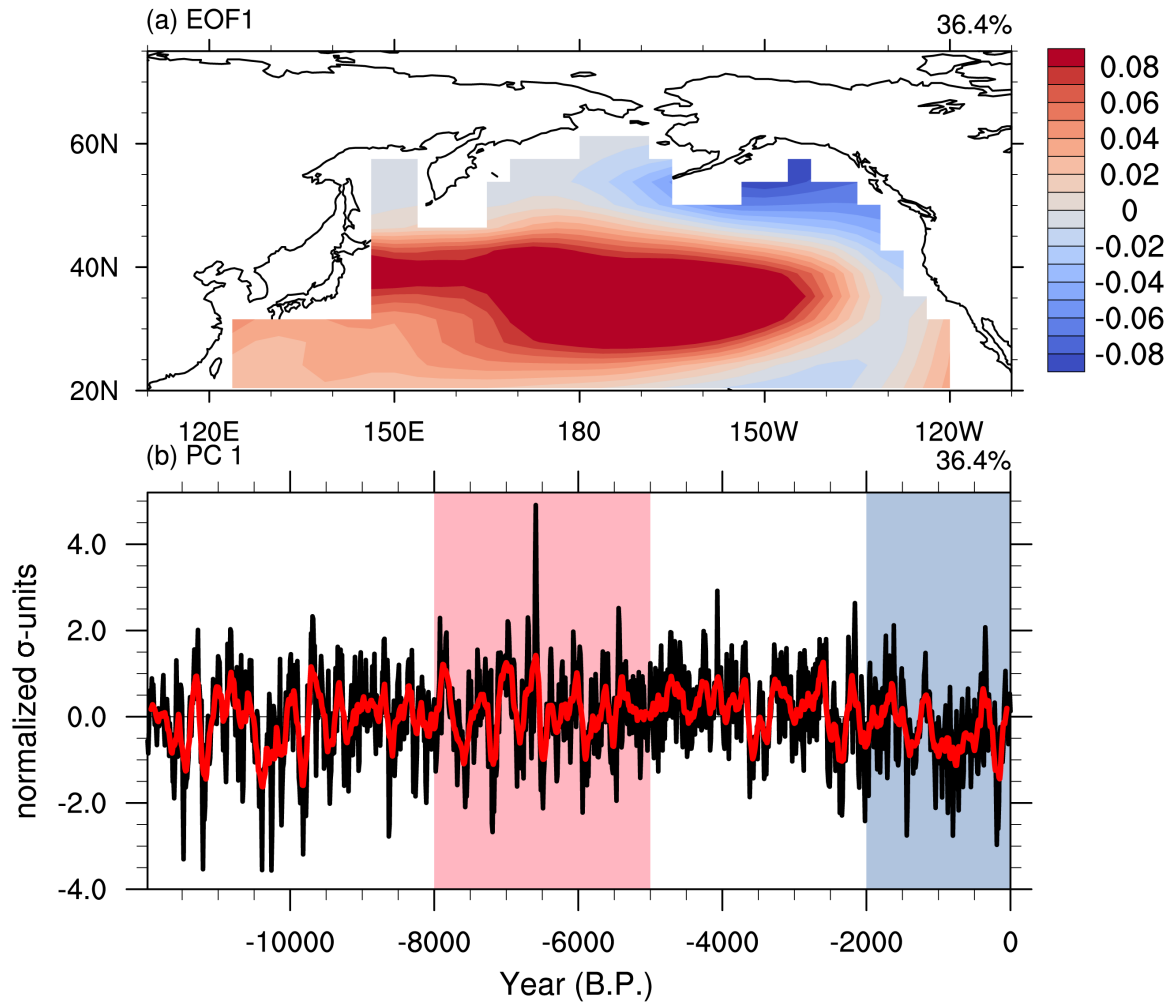 (a) EOF1
36.4%
60N
40N
20N
120E 150E 180 150W 120W
0.08
0.06
0.04
0.02
0
-0.02
-0.04
-0.06
-0.08
(b) PC 1
36.4%
normalized σ-units
4.0
2.0
0.0
-2.0
-4.0
-10000 -8000 -6000 -4000 -2000 0
Year (B.P.)